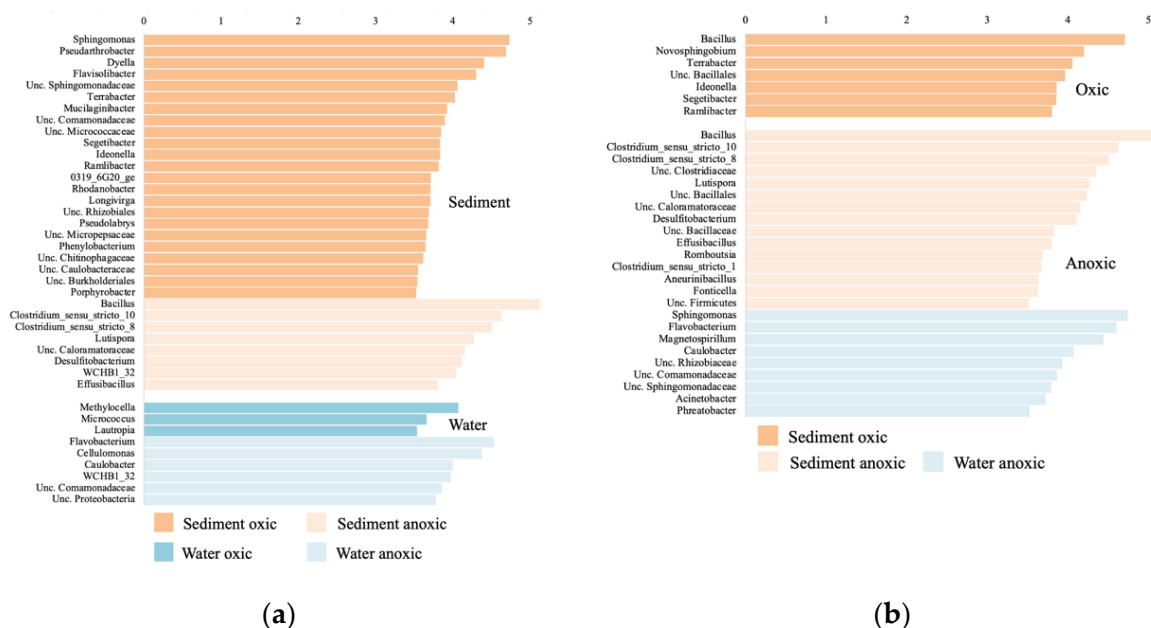 0 1 2 3 4 5
Sphingomonas
Pseudarthrobacter
Dyella
Flavisolibacter
Unc. Sphingomonadaceae
Terrabacter
Mucilaginibacter
Unc. Comamonadaceae
Unc. Micrococcaceae
Segetibacter
Ideonella
Ramlibacter
0319_6G20_ge
Rhodanobacter
Longivirga
Unc. Rhizobiales
Pseudolabrys
Unc. Micropepsaceae
Phenylobacterium
Unc. Chitinophagaceae
Unc. Caulobacteraceae
Unc. Burkholderiales
Porphyrobacter
Sediment
Bacillus
Clostridium_sensu_stricto_10
Clostridium_sensu_stricto_8
Lutispora
Unc. Caloramatoraceae
Desulfitobacterium
WCHB1_32
Effusibacillus
Methylocella
Micrococcus
Lautropia
Water
Flavobacterium
Cellulomonas
Caulobacter
WCHB1_32
Unc. Comamonadaceae
Unc. Proteobacteria
Sediment oxic
Sediment anoxic
Water oxic
Water anoxic
(a)
0 1 2 3 4 5
Bacillus
Novosphingobium
Terrabacter
Unc. Bacillales
Ideonella
Segetibacter
Ramlibacter
Oxic
Bacillus
Clostridium_sensu_stricto_10
Clostridium_sensu_stricto_8
Unc. Clostridiaceae
Lutispora
Unc. Bacillales
Unc. Caloramatoraceae
Desulfitobacterium
Unc. Bacillaceae
Effusibacillus
Romboutsia
Clostridium_sensu_stricto_1
Aneurinibacillus
Fonticella
Unc. Firmicutes
Anoxic
Sphingomonas
Flavobacterium
Magnetospirillum
Caulobacter
Unc. Rhizobiaceae
Unc. Comamonadaceae
Unc. Sphingomonadaceae
Acinetobacter
Phreatobacter
Sediment oxic
Sediment anoxic
Water anoxic
(b)